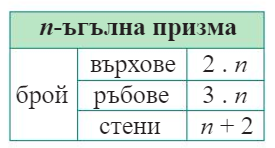 n-ъгълна призма
брой
върхове 2 . n
ръбове 3 . n
стени n + 2